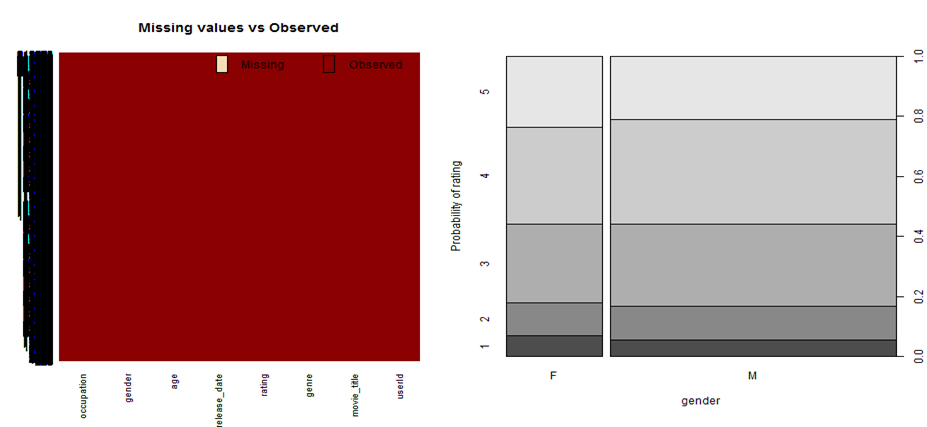 Missing values vs Observed
Missing
Observed
occupation
gender
age
release_date
rating
genre
movie_title
userId
Probability of rating
5
4
3
2
1
1.0
0.8
0.6
0.4
0.2
0.0
F
M
gender